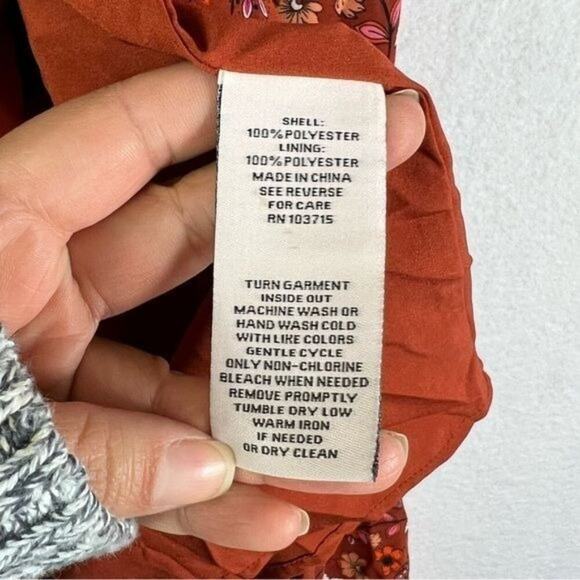 SHELL:
100% POLYESTER
LINING:
100% POLYESTER
MADE IN CHINA
SEE REVERSE
FOR CARE
RN 103715
TURN GARMENT
INSIDE OUT
MACHINE WASH OR
HAND WASH COLD
WITH LIKE COLORS
GENTLE CYCLE
ONLY NON-CHLORINE
BLEACH WHEN NEEDED
REMOVE PROMPTLY
TUMBLE DRY LOW
WARM IRON
IF NEEDED
OR DRY CLEAN